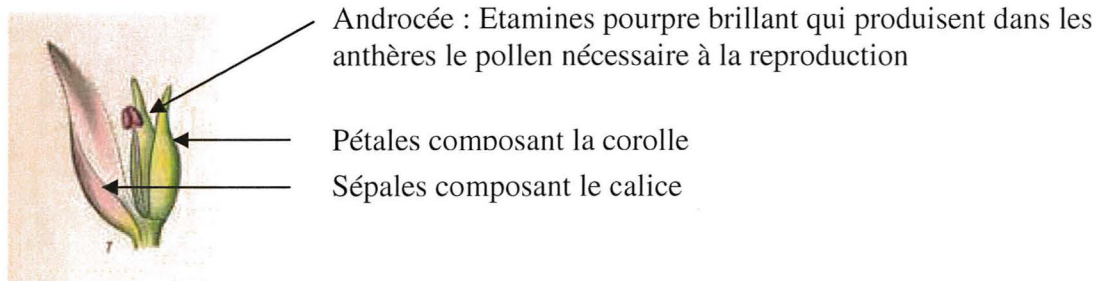 Androcée : Etamines pourpre brillant qui produisent dans les
anthères le pollen nécessaire à la reproduction
Pétales composant la corolle
Sépales composant le calice